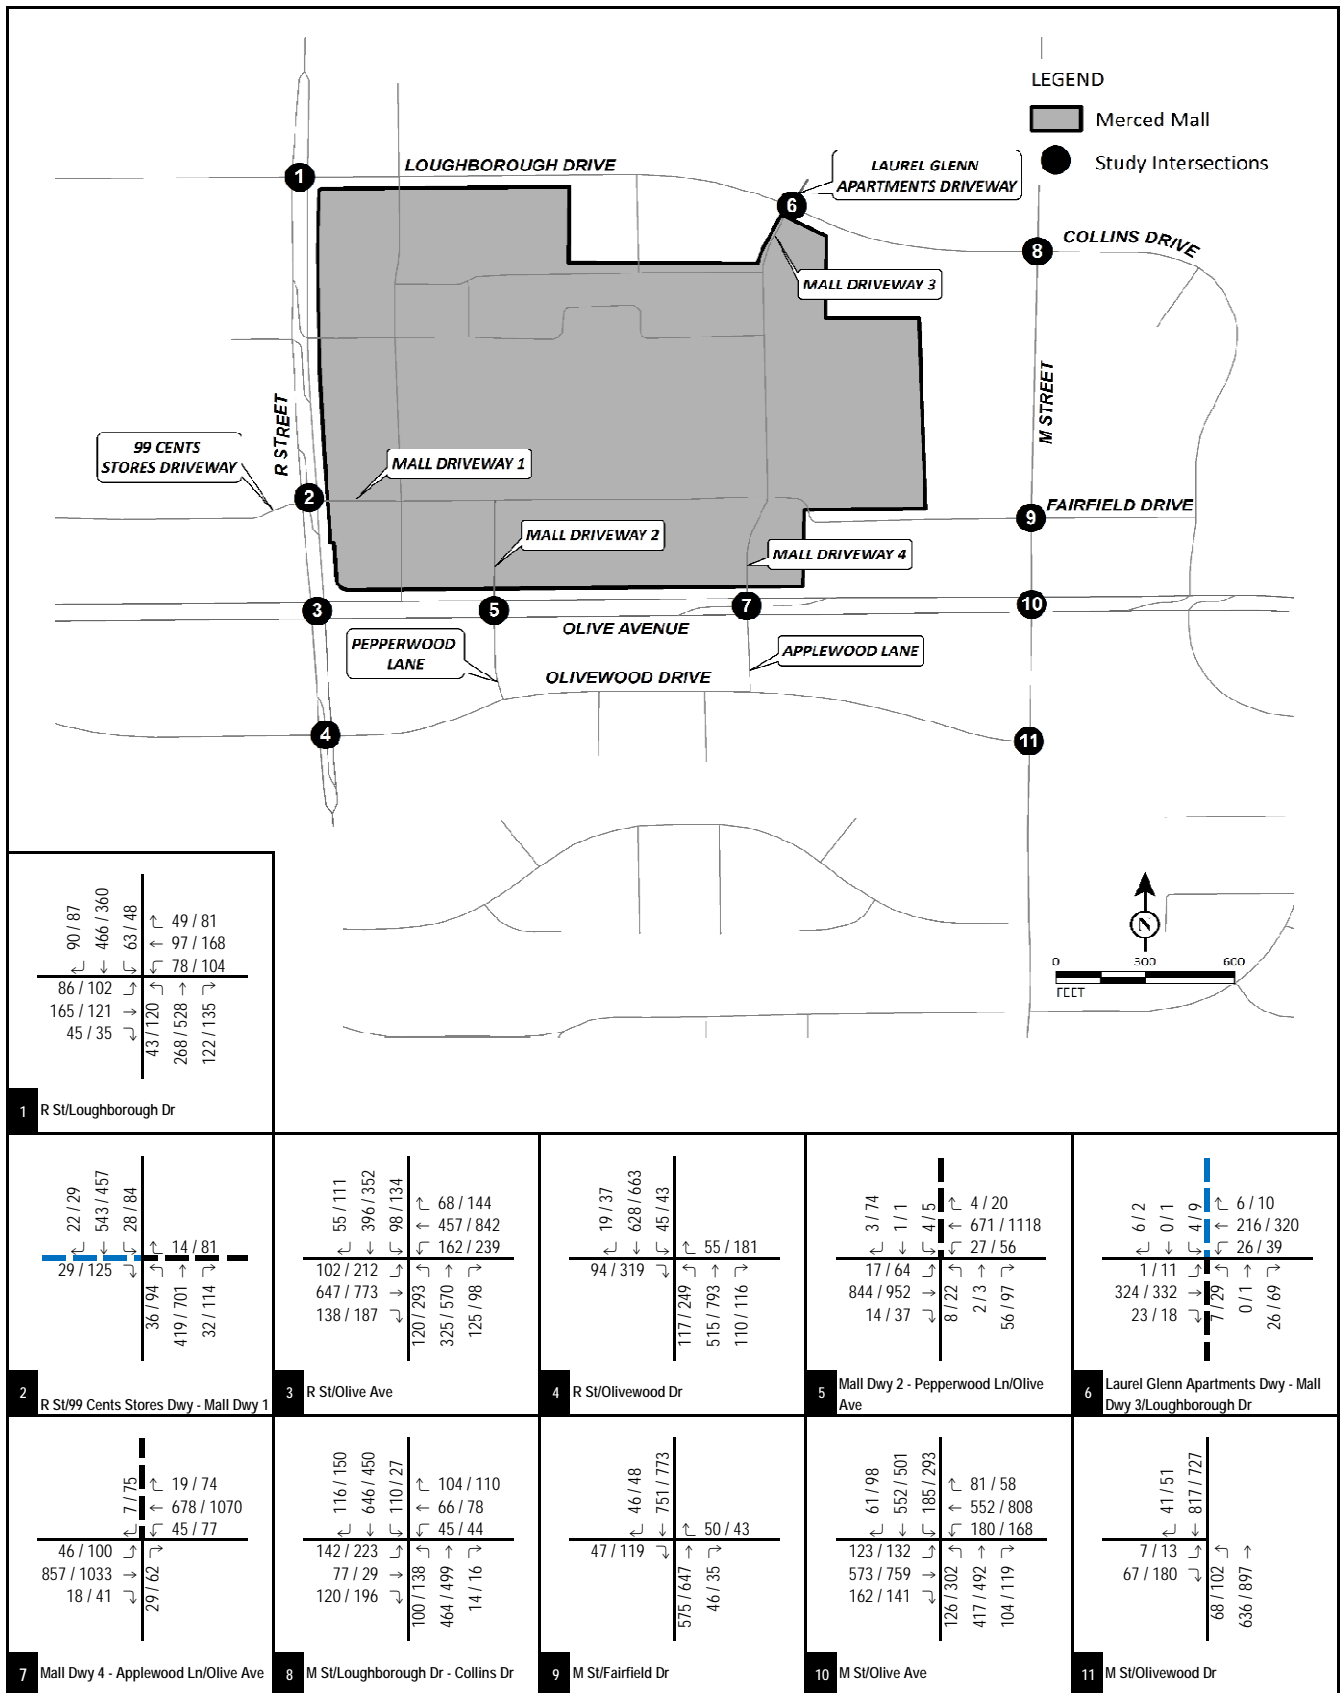 LEGEND
Merced Mall
Study Intersections
LOUGHBOROUGH DRIVE
LAUREL GLENN
APARTMENTS DRIVEWAY
1
6
8
COLLINS DRIVE
MALL DRIVEWAY 3
R STREET
M STREET
99 CENTS
STORES DRIVEWAY
MALL DRIVEWAY 1
2
9
FAIRFIELD DRIVE
MALL DRIVEWAY 2
MALL DRIVEWAY 4
3
5
7
10
OLIVE AVENUE
PEPPERWOOD
LANE
APPLEWOOD LANE
OLIVEWOOD DRIVE
4
11
N
0 300 600
FEET
90 / 87
466 / 360
63 / 48
49 / 81
97 / 168
78 / 104
86 / 102
165 / 121
45 / 35
43 / 120
268 / 528
122 / 135
1 R St/Loughborough Dr
22 / 29
543 / 457
28 / 84
14 / 81
29 / 125
36 / 94
419 / 701
32 / 114
2 R St/99 Cents Stores Dwy - Mall Dwy 1
55 / 111
396 / 352
98 / 134
68 / 144
457 / 842
162 / 239
102 / 212
647 / 773
138 / 187
120 / 293
325 / 570
125 / 98
3 R St/Olive Ave
19 / 37
628 / 663
45 / 43
55 / 181
94 / 319
117 / 249
515 / 793
110 / 116
4 R St/Olivewood Dr
3 / 74
1 / 1
4 / 5
4 / 20
671 / 1118
27 / 56
17 / 64
844 / 952
14 / 37
8 / 22
2 / 3
56 / 97
5 Mall Dwy 2 - Pepperwood Ln/Olive
Ave
6 / 2
0 / 1
4 / 9
6 / 10
216 / 320
26 / 39
1 / 11
324 / 332
23 / 18
7 / 29
0 / 1
26 / 69
6 Laurel Glenn Apartments Dwy - Mall
Dwy 3/Loughborough Dr
7 / 75
19 / 74
678 / 1070
45 / 77
46 / 100
857 / 1033
18 / 41
29 / 62
7 Mall Dwy 4 - Applewood Ln/Olive Ave
116 / 150
646 / 450
110 / 27
104 / 110
66 / 78
45 / 44
142 / 223
77 / 29
120 / 196
100 / 138
464 / 499
14 / 16
8 M St/Loughborough Dr - Collins Dr
46 / 48
751 / 773
50 / 43
47 / 119
575 / 647
46 / 35
9 M St/Fairfield Dr
61 / 98
552 / 501
185 / 293
81 / 58
552 / 808
180 / 168
123 / 132
573 / 759
162 / 141
126 / 302
417 / 492
104 / 119
10 M St/Olive Ave
41 / 51
817 / 727
7 / 13
67 / 180
68 / 102
636 / 897
11 M St/Olivewood Dr